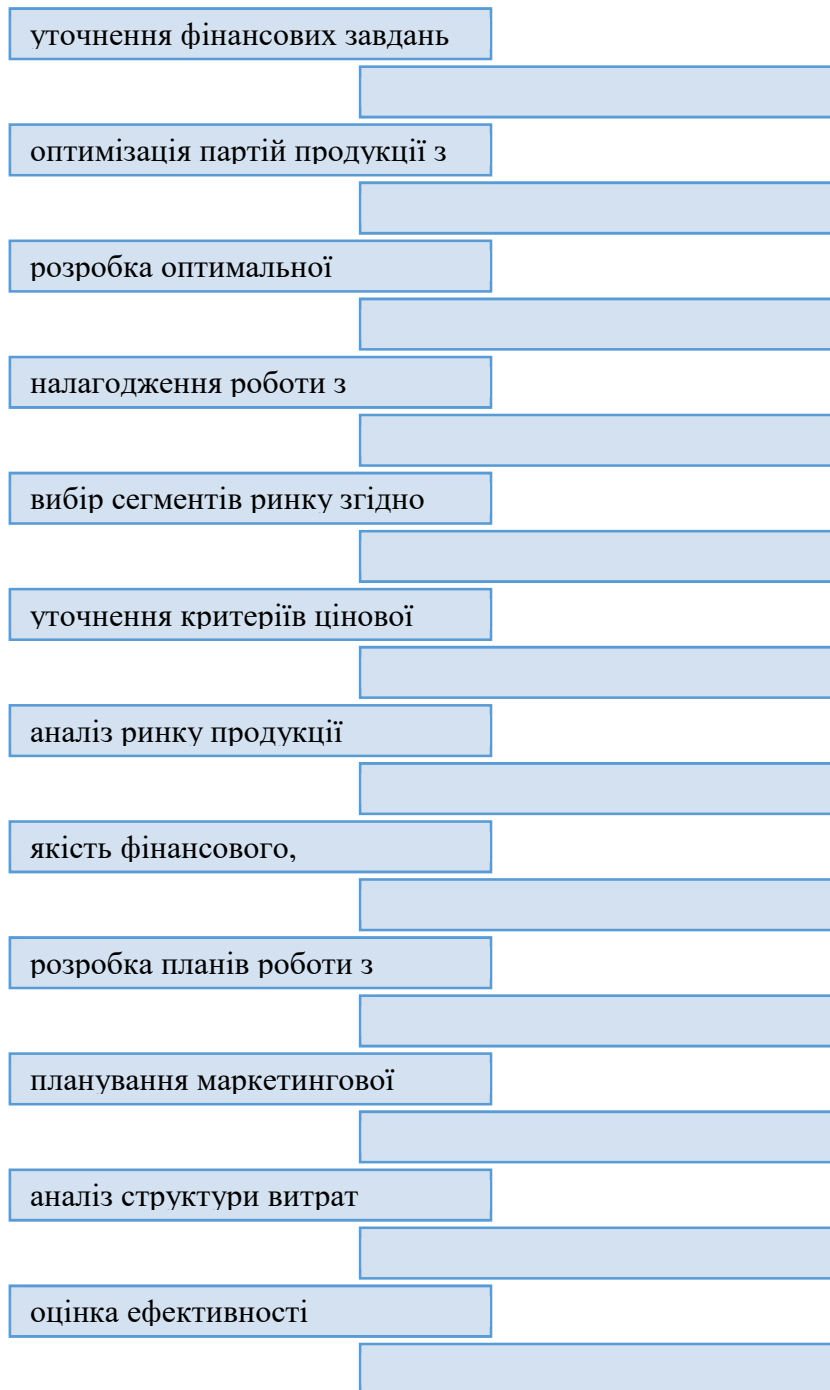 уточнення фінансових завдань
оптимізація партій продукції з
розробка оптимальної
налагодження роботи з
вибір сегментів ринку згідно
уточнення критеріїв цінової
аналіз ринку продукції
якість фінансового,
розробка планів роботи з
планування маркетингової
аналіз структури витрат
оцінка ефективності